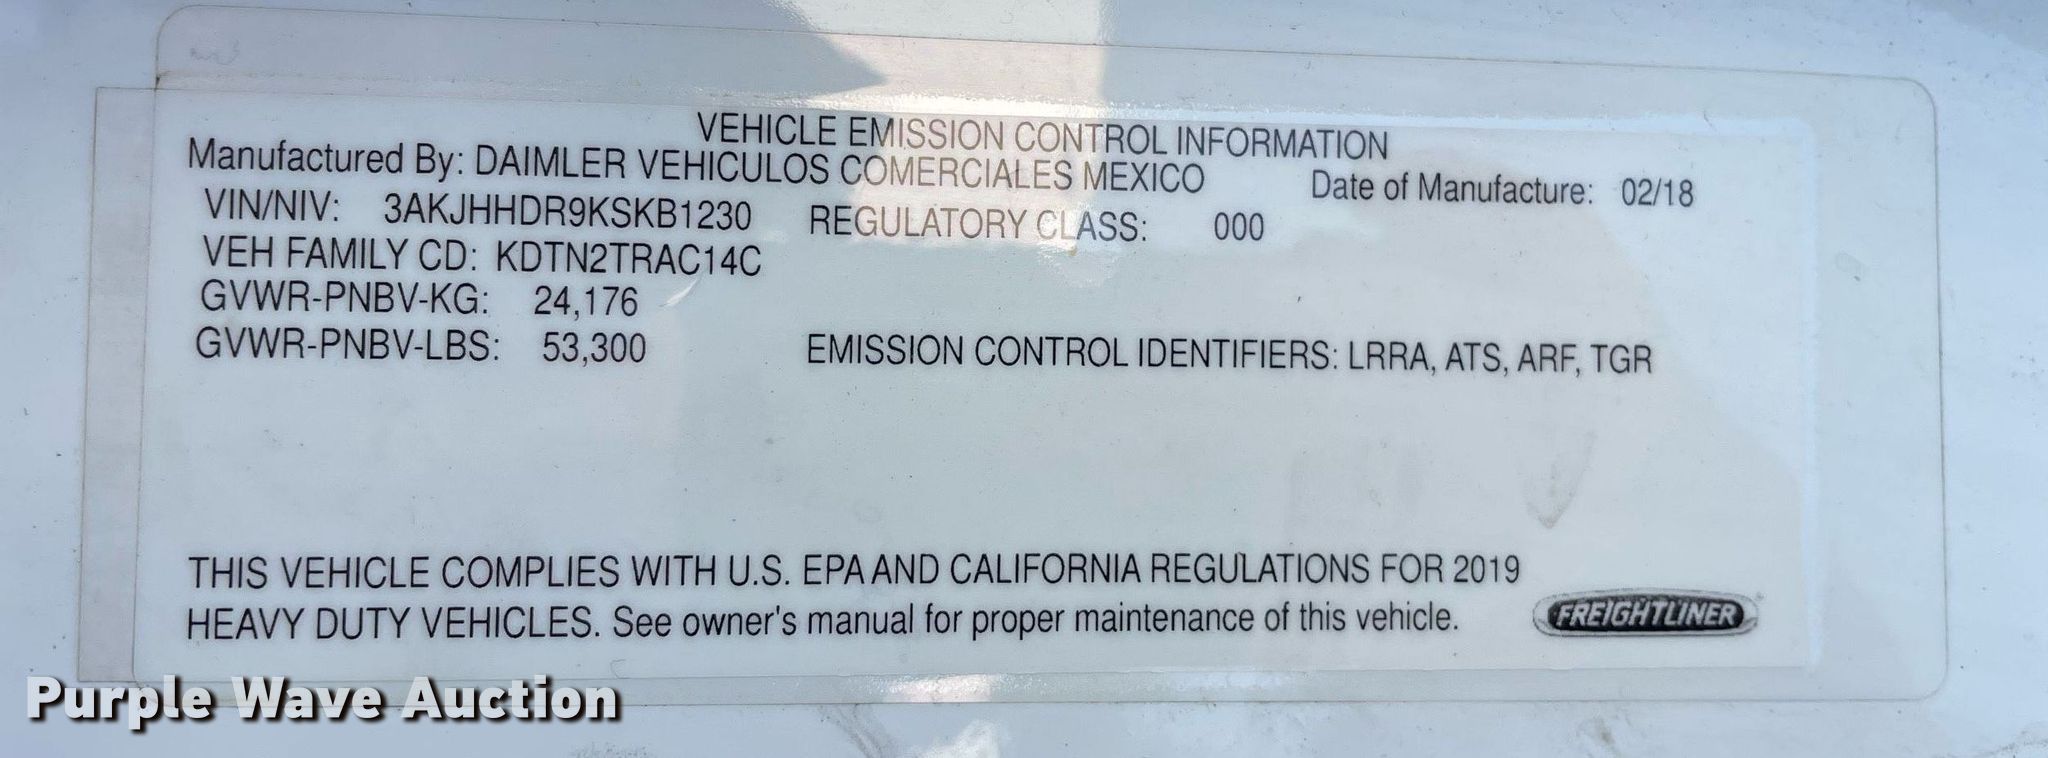 VEHICLE EMISSION CONTROL INFORMATION
Manufactured By: DAIMLER VEHICULOS COMERCIALES MEXICO Date of Manufacture: 02/18
VIN/NIV: 3AKJHHDR9KSKB1230 REGULATORY CLASS: 000
VEH FAMILY CD: KDTN2TRAC14C
GVWR-PNBV-KG: 24,176
GVWR-PNBV-LBS: 53,300 EMISSION CONTROL IDENTIFIERS: LRRA, ATS, ARF, TGR
THIS VEHICLE COMPLIES WITH U.S. EPA AND CALIFORNIA REGULATIONS FOR 2019
HEAVY DUTY VEHICLES. See owner's manual for proper maintenance of this vehicle.
FREIGHTLINER
Purple Wave Auction